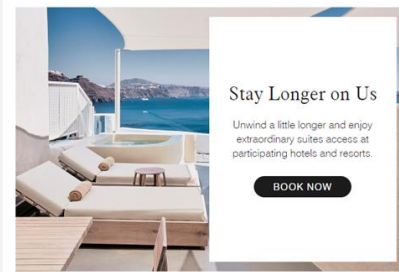 Stay Longer on Us
Unwind a little longer and enjoy
extraordinary suites access at
participating hotels and resorts.
BOOK NOW